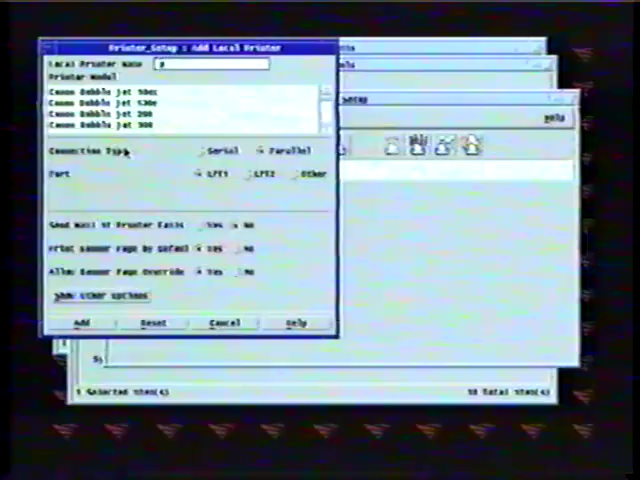 Printer_Setup : Add Local Printer
Local Printer Name
Printer Model
Canon Bubble jet 10ex
Canon Bubble jet 130e
Canon Bubble jet 200
Canon Bubble jet 300
Connection Type
Serial
Parallel
Port
LPT1
LPT2
Other
Send Mail if Printer Fails
Yes
No
Print Banner Page By Default
Yes
No
Allow Banner Page Override
Yes
No
Show Other Options
Add
Reset
Cancel
Help
Setup
Help
1 Selected Item(s)
18 Total Item(s)